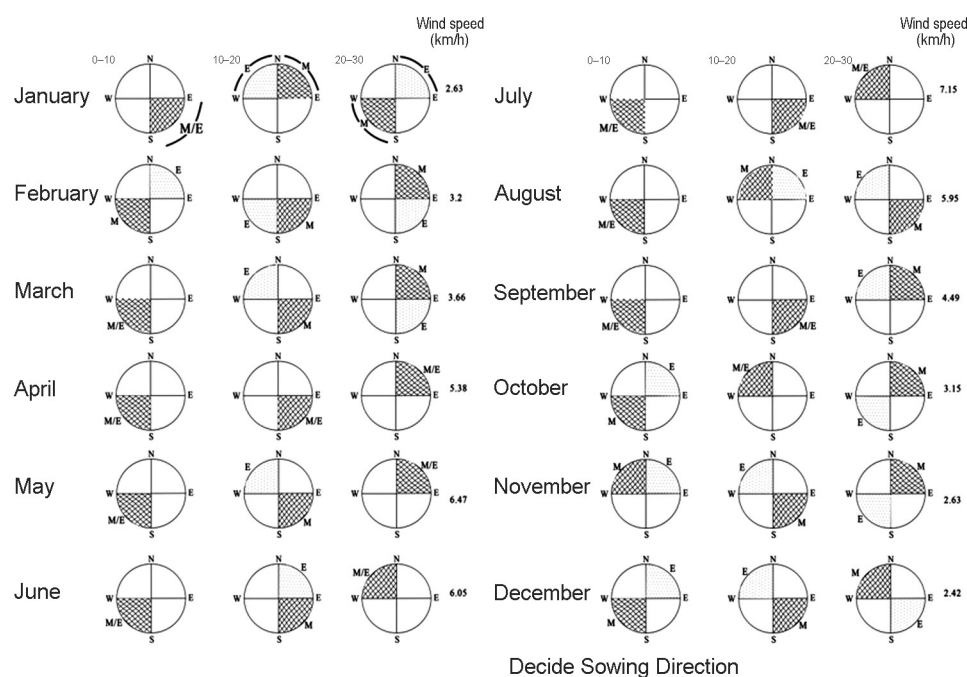 Wind speed
(km/h)
0–10
10–20
20–30
January
N
W
E
S
M/E
N
W
E
S
E
M
N
W
E
S
E
M
2.63
February
N
W
E
S
E
M
N
W
E
S
E
M
N
W
E
S
M
E
3.2
March
N
W
E
S
M/E
N
W
E
S
E
M
N
W
E
S
M
E
3.66
April
N
W
E
S
M/E
N
W
E
S
M/E
N
W
E
S
M/E
5.38
May
N
W
E
S
M/E
N
W
E
S
E
M
N
W
E
S
M/E
6.47
June
N
W
E
S
M/E
N
W
E
S
E
M
N
W
E
S
M/E
6.05
Wind speed
(km/h)
0–10
10–20
20–30
July
N
W
E
S
M/E
N
W
E
S
M/E
N
W
E
S
M/E
7.15
August
N
W
E
S
M/E
N
W
E
S
M
E
N
W
E
S
E
M
5.95
September
N
W
E
S
M/E
N
W
E
S
M/E
N
W
E
S
E
M
4.49
October
N
W
E
S
E
M
N
W
E
S
M/E
N
W
E
S
M
E
3.15
November
N
W
E
S
M
E
N
W
E
S
E
M
N
W
E
S
M
E
2.63
December
N
W
E
S
E
M
N
W
E
S
E
M
N
W
E
S
M
E
2.42
Decide Sowing Direction